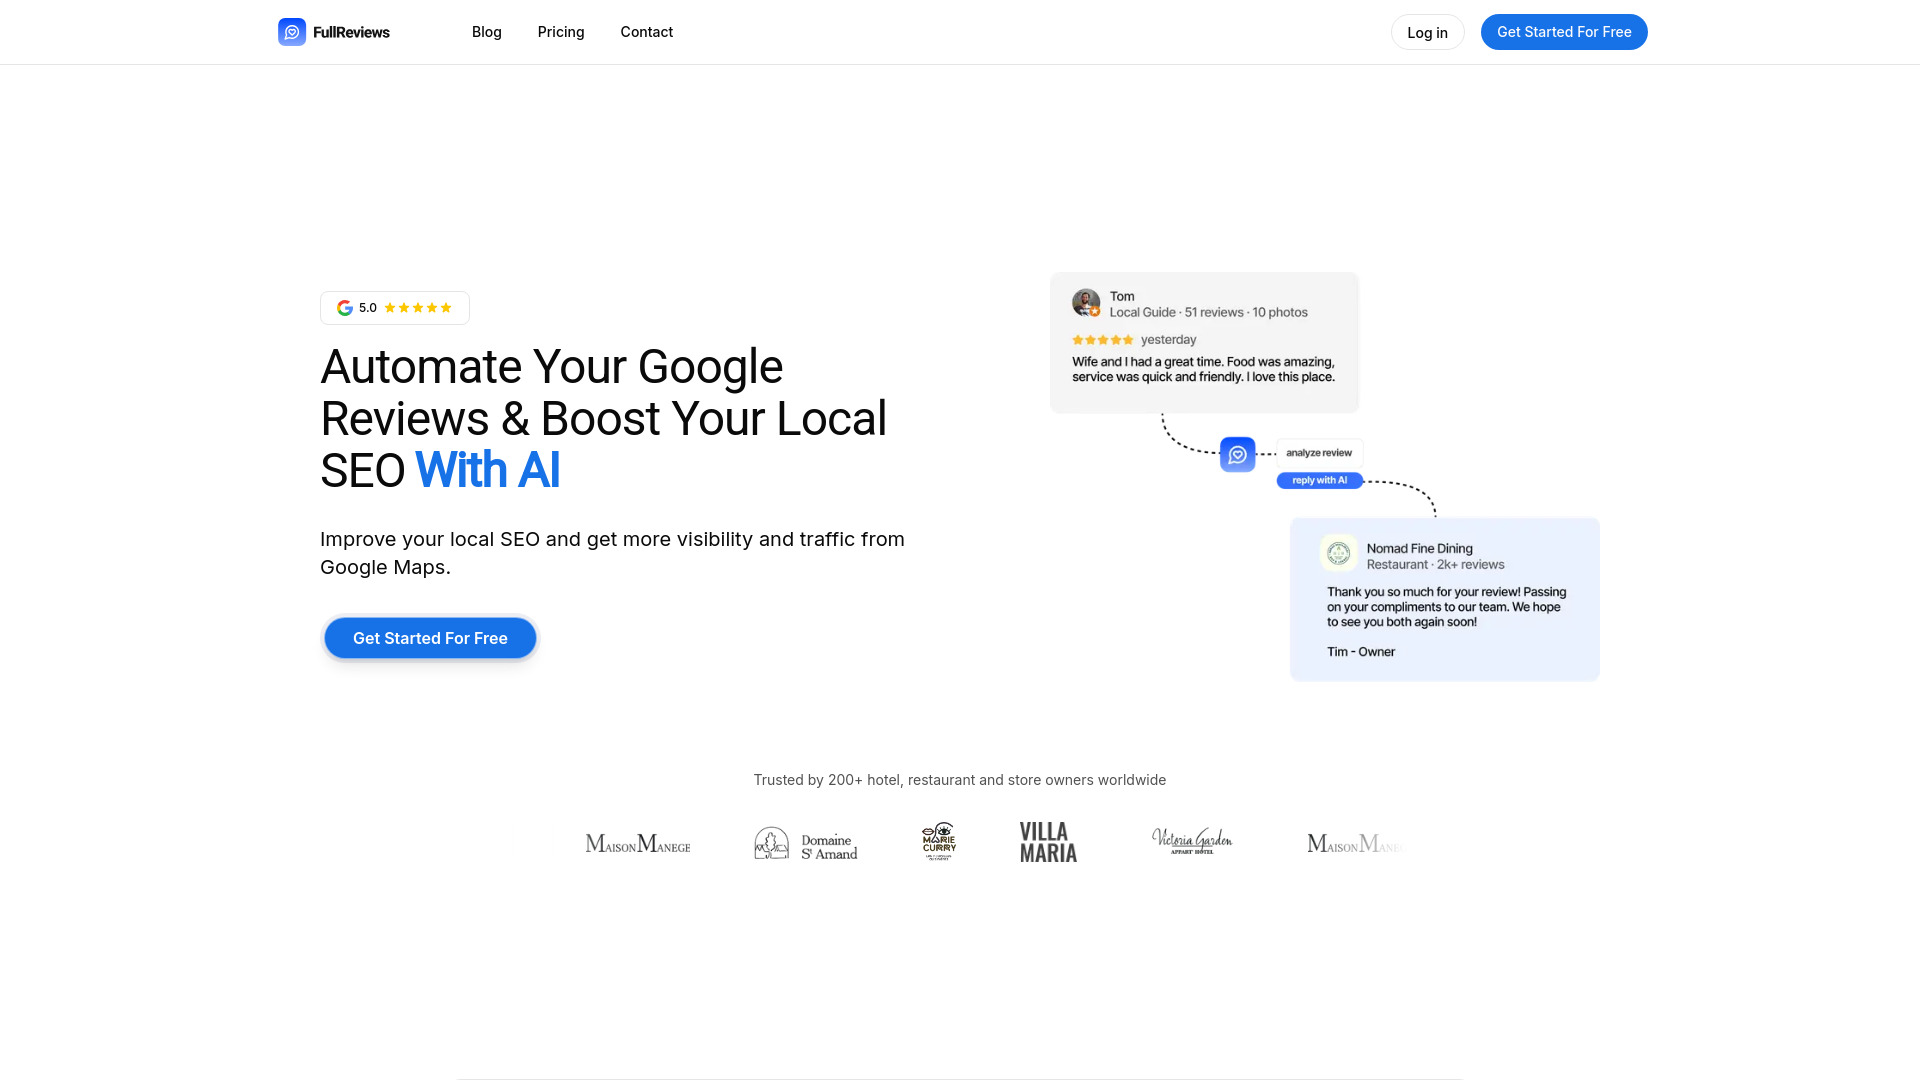 FullReviews
Blog
Pricing
Contact
Log in
Get Started For Free
5.0
Automate Your Google
Reviews & Boost Your Local
SEO With AI
Improve your local SEO and get more visibility and traffic from
Google Maps.
Get Started For Free
Tom
Local Guide · 51 reviews · 10 photos
yesterday
Wife and I had a great time. Food was amazing,
service was quick and friendly. I love this place.
analyze review
reply with AI
Nomad Fine Dining
Restaurant · 2k+ reviews
Thank you so much for your review! Passing
on your compliments to our team. We hope
to see you both again soon!
Tim - Owner
Trusted by 200+ hotel, restaurant and store owners worldwide
MAISON MANEGE
Domaine
St Amand
MARIE
CURRY
VILLA
MARIA
Victoria Garden
APPART HOTEL
MAISON